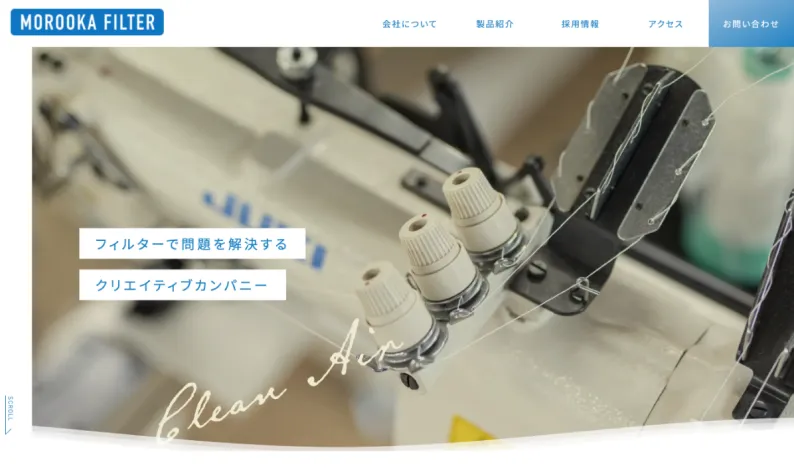 MOROOKA FILTER
会社について
製品紹介
採用情報
アクセス
お問い合わせ
JUKI
フィルターで問題を解決する
クリエイティブカンパニー
Clean Air
SCROLL